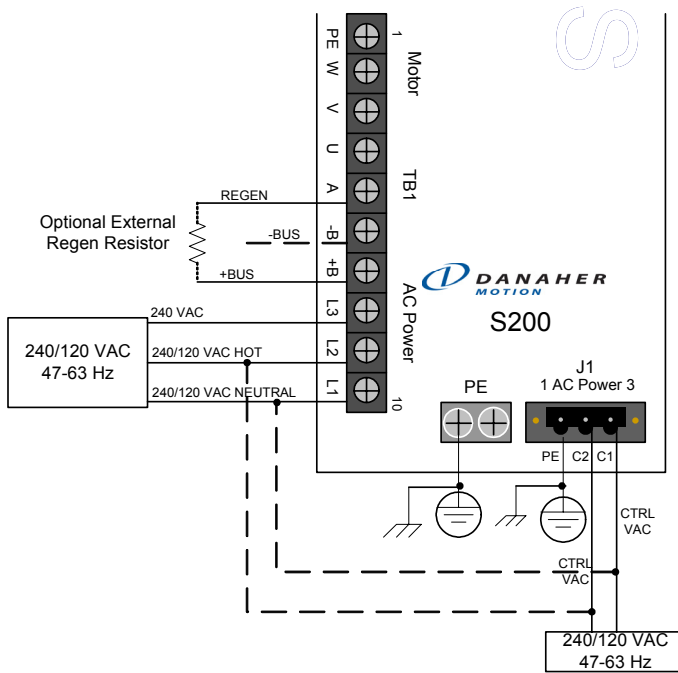 S
PE
1
W
Motor
V
U
A
TB1
REGEN
Optional External
Regen Resistor
-BUS
-B
+BUS
+B
AC Power
DANAHER
MOTION
S200
L3
240 VAC
240/120 VAC
47-63 Hz
L2
240/120 VAC HOT
L1
240/120 VAC NEUTRAL
10
PE
J1
1 AC Power 3
PE C2 C1
CTRL
VAC
CTRL
VAC
240/120 VAC
47-63 Hz